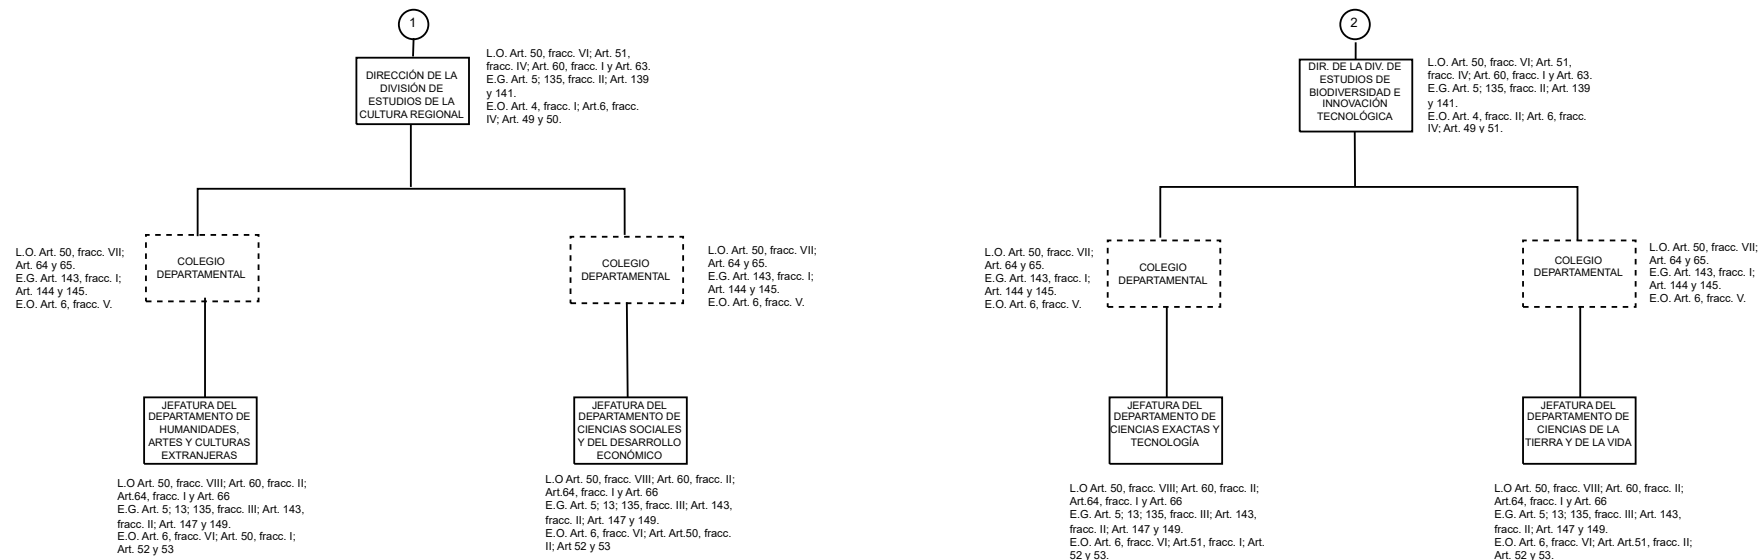 1
DIRECCIÓN DE LA
DIVISIÓN DE
ESTUDIOS DE LA
CULTURA REGIONAL
L.O. Art. 50, fracc. VI; Art. 51,
fracc. IV; Art. 60, fracc. I y Art. 63.
E.G. Art. 5; 135, fracc. II; Art. 139
y 141.
E.O. Art. 4, fracc. I; Art.6, fracc.
IV; Art. 49 y 50.
L.O. Art. 50, fracc. VII;
Art. 64 y 65.
E.G. Art. 143, fracc. I;
Art. 144 y 145.
E.O. Art. 6, fracc. V.
COLEGIO
DEPARTAMENTAL
COLEGIO
DEPARTAMENTAL
L.O. Art. 50, fracc. VII;
Art. 64 y 65.
E.G. Art. 143, fracc. I;
Art. 144 y 145.
E.O. Art. 6, fracc. V.
JEFATURA DEL
DEPARTAMENTO DE
HUMANIDADES,
ARTES Y CULTURAS
EXTRANJERAS
L.O Art. 50, fracc. VIII; Art. 60, fracc. II;
Art.64, fracc. I y Art. 66
E.G. Art. 5; 13; 135, fracc. III; Art. 143,
fracc. II; Art. 147 y 149.
E.O. Art. 6, fracc. VI; Art. 50, fracc. I;
Art. 52 y 53
JEFATURA DEL
DEPARTAMENTO DE
CIENCIAS SOCIALES
Y DEL DESARROLLO
ECONÓMICO
L.O Art. 50, fracc. VIII; Art. 60, fracc. II;
Art.64, fracc. I y Art. 66
E.G. Art. 5; 13; 135, fracc. III; Art. 143,
fracc. II; Art. 147 y 149.
E.O. Art. 6, fracc. VI; Art. Art.50, fracc.
II; Art 52 y 53
2
DIR. DE LA DIV. DE
ESTUDIOS DE
BIODIVERSIDAD E
INNOVACIÓN
TECNOLÓGICA
L.O. Art. 50, fracc. VI; Art. 51,
fracc. IV; Art. 60, fracc. I y Art. 63.
E.G. Art. 5; 135, fracc. II; Art. 139
y 141.
E.O. Art. 4, fracc. II; Art. 6, fracc.
IV; Art. 49 y 51.
L.O. Art. 50, fracc. VII;
Art. 64 y 65.
E.G. Art. 143, fracc. I;
Art. 144 y 145.
E.O. Art. 6, fracc. V.
COLEGIO
DEPARTAMENTAL
COLEGIO
DEPARTAMENTAL
L.O. Art. 50, fracc. VII;
Art. 64 y 65.
E.G. Art. 143, fracc. I;
Art. 144 y 145.
E.O. Art. 6, fracc. V.
JEFATURA DEL
DEPARTAMENTO DE
CIENCIAS EXACTAS Y
TECNOLOGÍA
L.O Art. 50, fracc. VIII; Art. 60, fracc. II;
Art.64, fracc. I y Art. 66
E.G. Art. 5; 13; 135, fracc. III; Art. 143,
fracc. II; Art. 147 y 149.
E.O. Art. 6, fracc. VI; Art.51, fracc. I; Art.
52 y 53.
JEFATURA DEL
DEPARTAMENTO DE
CIENCIAS DE LA
TIERRA Y DE LA VIDA
L.O Art. 50, fracc. VIII; Art. 60, fracc. II;
Art.64, fracc. I y Art. 66
E.G. Art. 5; 13; 135, fracc. III; Art. 143,
fracc. II; Art. 147 y 149.
E.O. Art. 6, fracc. VI; Art. Art.51, fracc. II;
Art. 52 y 53.